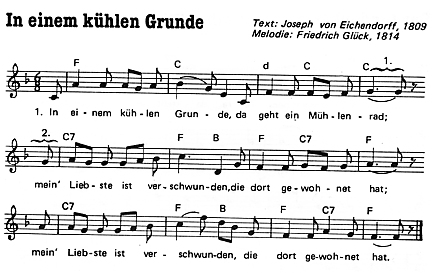 In einem kühlen Grunde
Text: Joseph von Eichendorff, 1809
Melodie: Friedrich Glück, 1814
F C d C C 1.
6 8
1. In ei-nem küh-len Grun-de, da geht ein Müh-len-rad;
2. C7 F B F C7 F
mein' Lieb-ste ist ver-schwun-den,die dort ge-woh-net hat;
C7 F B F C7 F
mein' Lieb-ste ist ver-schwun-den, die dort ge-woh-net hat.